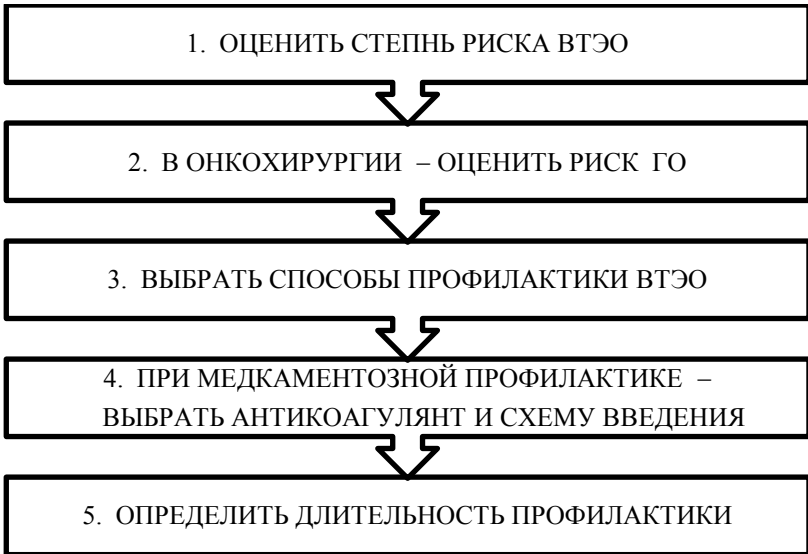 1. ОЦЕНИТЬ СТЕПНЬ РИСКА ВТЭО
2. В ОНКОХИРУРГИИ – ОЦЕНИТЬ РИСК ГО
3. ВЫБРАТЬ СПОСОБЫ ПРОФИЛАКТИКИ ВТЭО
4. ПРИ МЕДКАМЕНТОЗНОЙ ПРОФИЛАКТИКЕ –
ВЫБРАТЬ АНТИКОАГУЛЯНТ И СХЕМУ ВВЕДЕНИЯ
5. ОПРЕДЕЛИТЬ ДЛИТЕЛЬНОСТЬ ПРОФИЛАКТИКИ